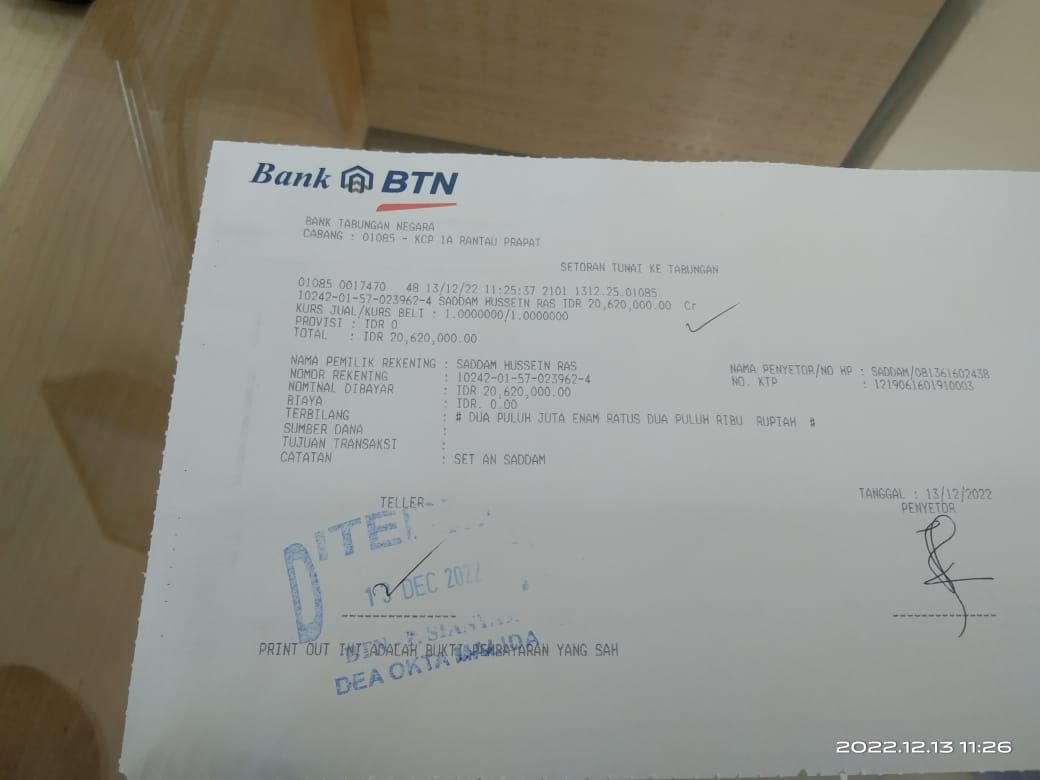 Bank BTN
BANK TABUNGAN NEGARA
CABANG : 01085 - KCP IA RANTAU PRAPAT
SETORAN TUNAI KE TABUNGAN
01085 0017470 48 13/12/22 11:25:37 2101 1312.25.01085
10242-01-57-023962-4 SADDAM HUSSEIN RAS IDR 20,620,000.00 Cr
KURS JUAL/KURS BELI : 1.0000000/1.0000000
PROVISI : IDR 0
TOTAL : IDR 20,620,000.00
NAMA PEMILIK REKENING : SADDAM HUSSEIN RAS
NAMA PENYETOR/NO HP : SADDAM/081361602438
NOMOR REKENING : 10242-01-57-023962-4
NO. KTP : 1219061601910003
NOMINAL DIBAYAR : IDR 20,620,000.00
BIAYA : IDR. 0.00
TERBILANG : # DUA PULUH JUTA ENAM RATUS DUA PULUH RIBU RUPIAH #
SUMBER DANA :
TUJUAN TRANSAKSI :
CATATAN : SET AN SADDAM
TANGGAL : 13/12/2022
TELLER
PENYETOR
DITE
13 DEC 2022
BTN
DEA OKTA
PRINT OUT INI ADALAH BUKTI PEMBAYARAN YANG SAH
2022.12.13 11:26